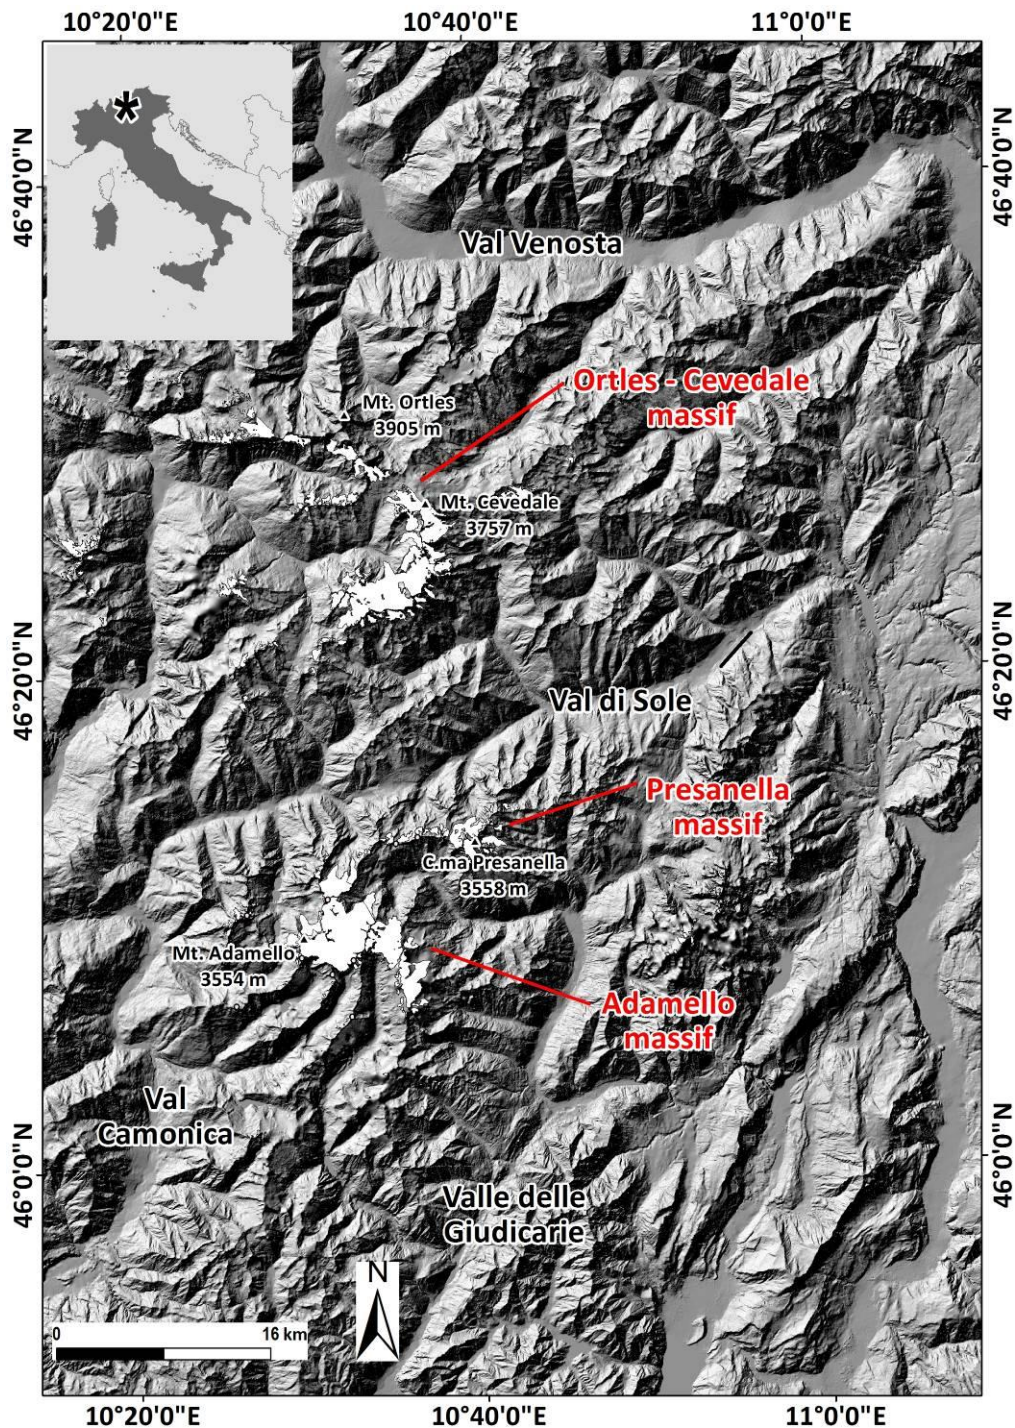 10°20'0"E 10°40'0"E 11°0'0"E
46°40'0"N
46°40'0"N
*
Val Venosta
Ortles - Cevedale
massif
Mt. Ortles
3905 m
Mt. Cevedale
3757 m
46°20'0"N
46°20'0"N
Val di Sole
Presanella
massif
C.ma Presanella
3558 m
Mt. Adamello
3554 m
Adamello
massif
Val
Camonica
46°0'0"N
46°0'0"N
Valle delle
Giudicarie
N
0 16 km
10°20'0"E 10°40'0"E 11°0'0"E